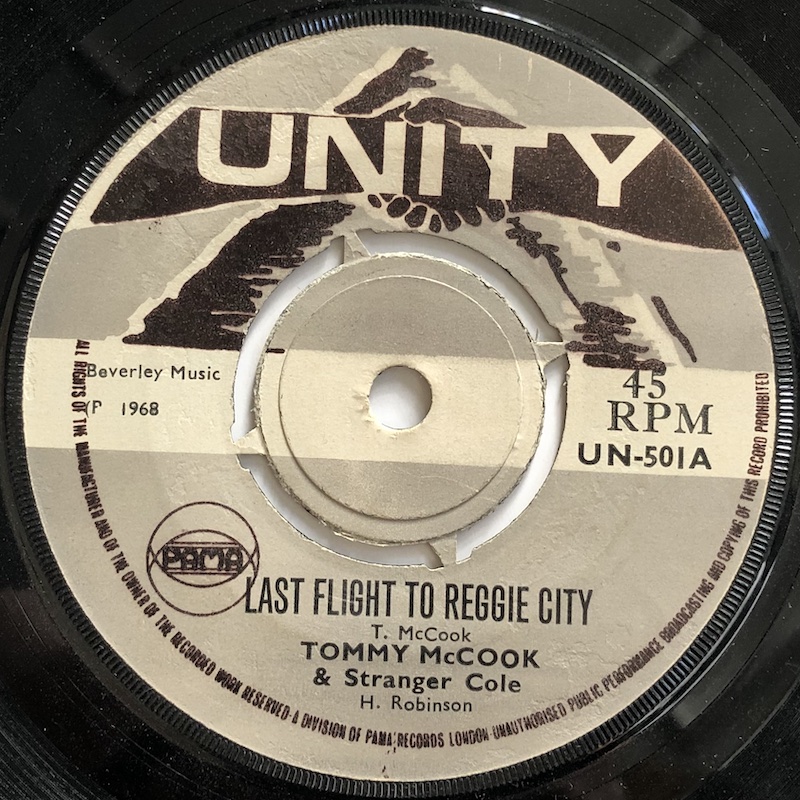 UNITY
Beverley Music
(P 1968
45
RPM
UN-501A
PAMA
LAST FLIGHT TO REGGIE CITY
T. McCook
TOMMY McCOOK
& Stranger Cole
H. Robinson
ALL RIGHTS OF THE MANUFACTURER AND OF THE OWNER OF THE RECORDED WORK RESERVED-A DIVISION OF PAMA RECORDS LONDON-UNAUTHORISED PUBLIC PERFORMANCE BROADCASTING AND COPYING OF THIS RECORD PROHIBITED